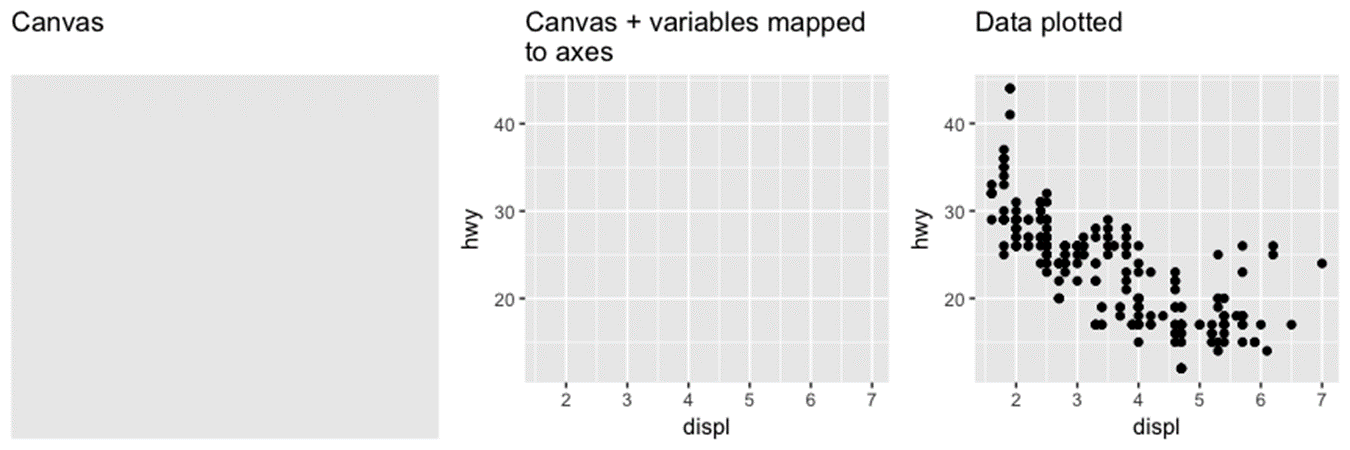 Canvas
Canvas + variables mapped
to axes
40
30
20
hwy
2 3 4 5 6 7
displ
Data plotted
40
30
20
hwy
2 3 4 5 6 7
displ